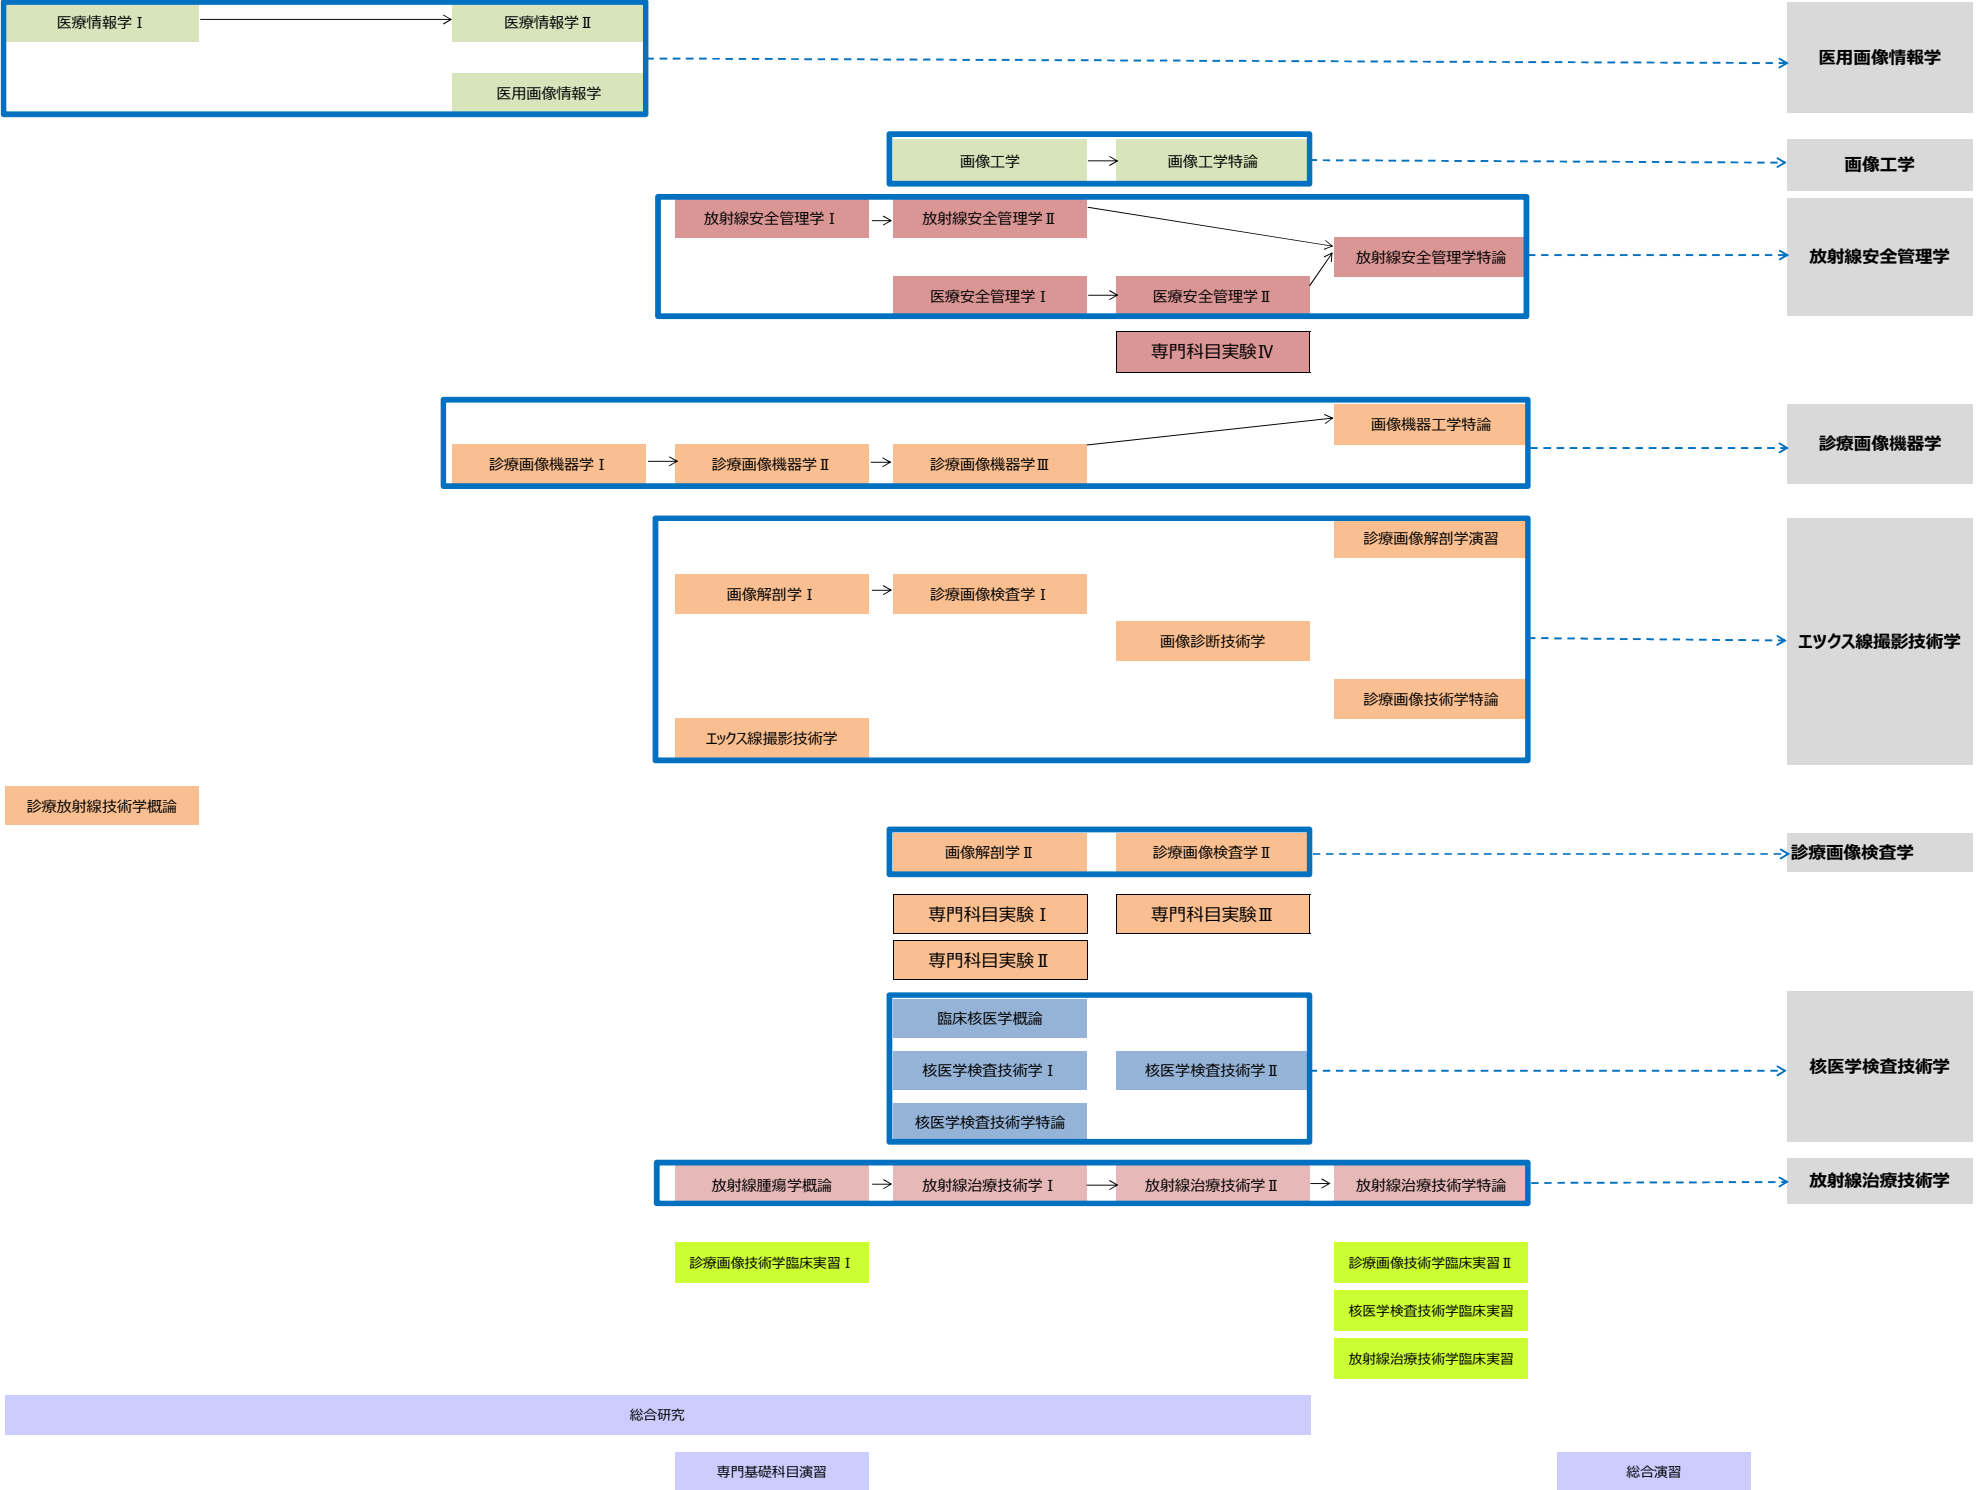 医療情報学Ⅰ
医療情報学Ⅱ
医用画像情報学
医用画像情報学
画像工学
画像工学特論
画像工学
放射線安全管理学Ⅰ
放射線安全管理学Ⅱ
放射線安全管理学特論
放射線安全管理学
医療安全管理学Ⅰ
医療安全管理学Ⅱ
専門科目実験Ⅳ
画像機器工学特論
診療画像機器学
診療画像機器学Ⅰ
診療画像機器学Ⅱ
診療画像機器学Ⅲ
診療画像解剖学演習
画像解剖学Ⅰ
診療画像検査学Ⅰ
画像診断技術学
エツクス線撮影技術学
診療画像技術学特論
エックス線撮影技術学
診療放射線技術学概論
画像解剖学Ⅱ
診療画像検査学Ⅱ
診療画像検査学
専門科目実験Ⅰ
専門科目実験Ⅲ
専門科目実験Ⅱ
臨床核医学概論
核医学検査技術学Ⅰ
核医学検査技術学Ⅱ
核医学検査技術学
核医学検査技術学特論
放射線腫瘍学概論
放射線治療技術学Ⅰ
放射線治療技術学Ⅱ
放射線治療技術学特論
放射線治療技術学
診療画像技術学臨床実習Ⅰ
診療画像技術学臨床実習Ⅱ
核医学検査技術学臨床実習
放射線治療技術学臨床実習
総合研究
専門基礎科目演習
総合演習